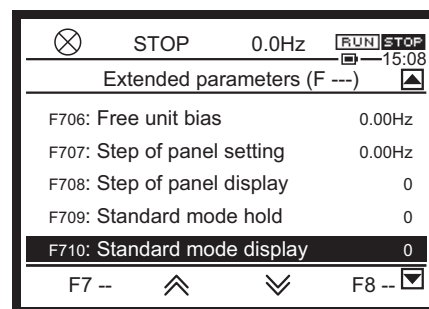 STOP 0.0Hz RUN STOP
15:08
Extended parameters (F ---)
F706: Free unit bias 0.00Hz
F707: Step of panel setting 0.00Hz
F708: Step of panel display 0
F709: Standard mode hold 0
F710: Standard mode display 0
F7 -- F8 --